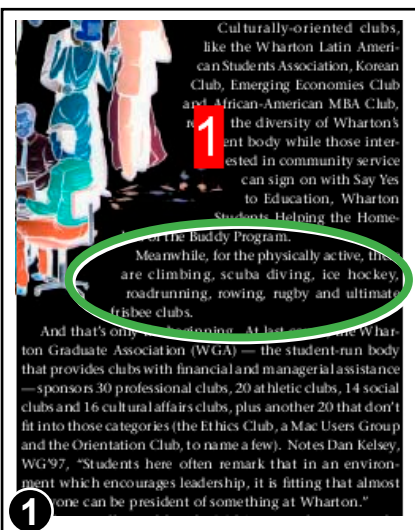 Culturally-oriented clubs,
like the Wharton Latin Ameri-
can Students Association, Korean
Club, Emerging Economies Club
and African-American MBA Club,
1
the diversity of Wharton's
body while those inter-
ested in community service
can sign on with Say Yes
to Education, Wharton
Students Helping the Home-
the Buddy Program.
Meanwhile, for the physically active,
are climbing, scuba diving, ice hockey,
roadrunning, rowing, rugby and ultimate
frisbee clubs.
And that's only beginning. At last the Whar-
ton Graduate Association (WGA) — the student-run body
that provides clubs with financial and managerial assistance
— sponsors 30 professional clubs, 20 athletic clubs, 14 social
clubs and 16 cultural affairs clubs, plus another 20 that don't
fit into those categories (the Ethics Club, a Mac Users Group
and the Orientation Club, to name a few). Notes Dan Kelsey,
WG'97, "Students here often remark that in an environ-
ment which encourages leadership, it is fitting that almost
1
can be president of something at Wharton."